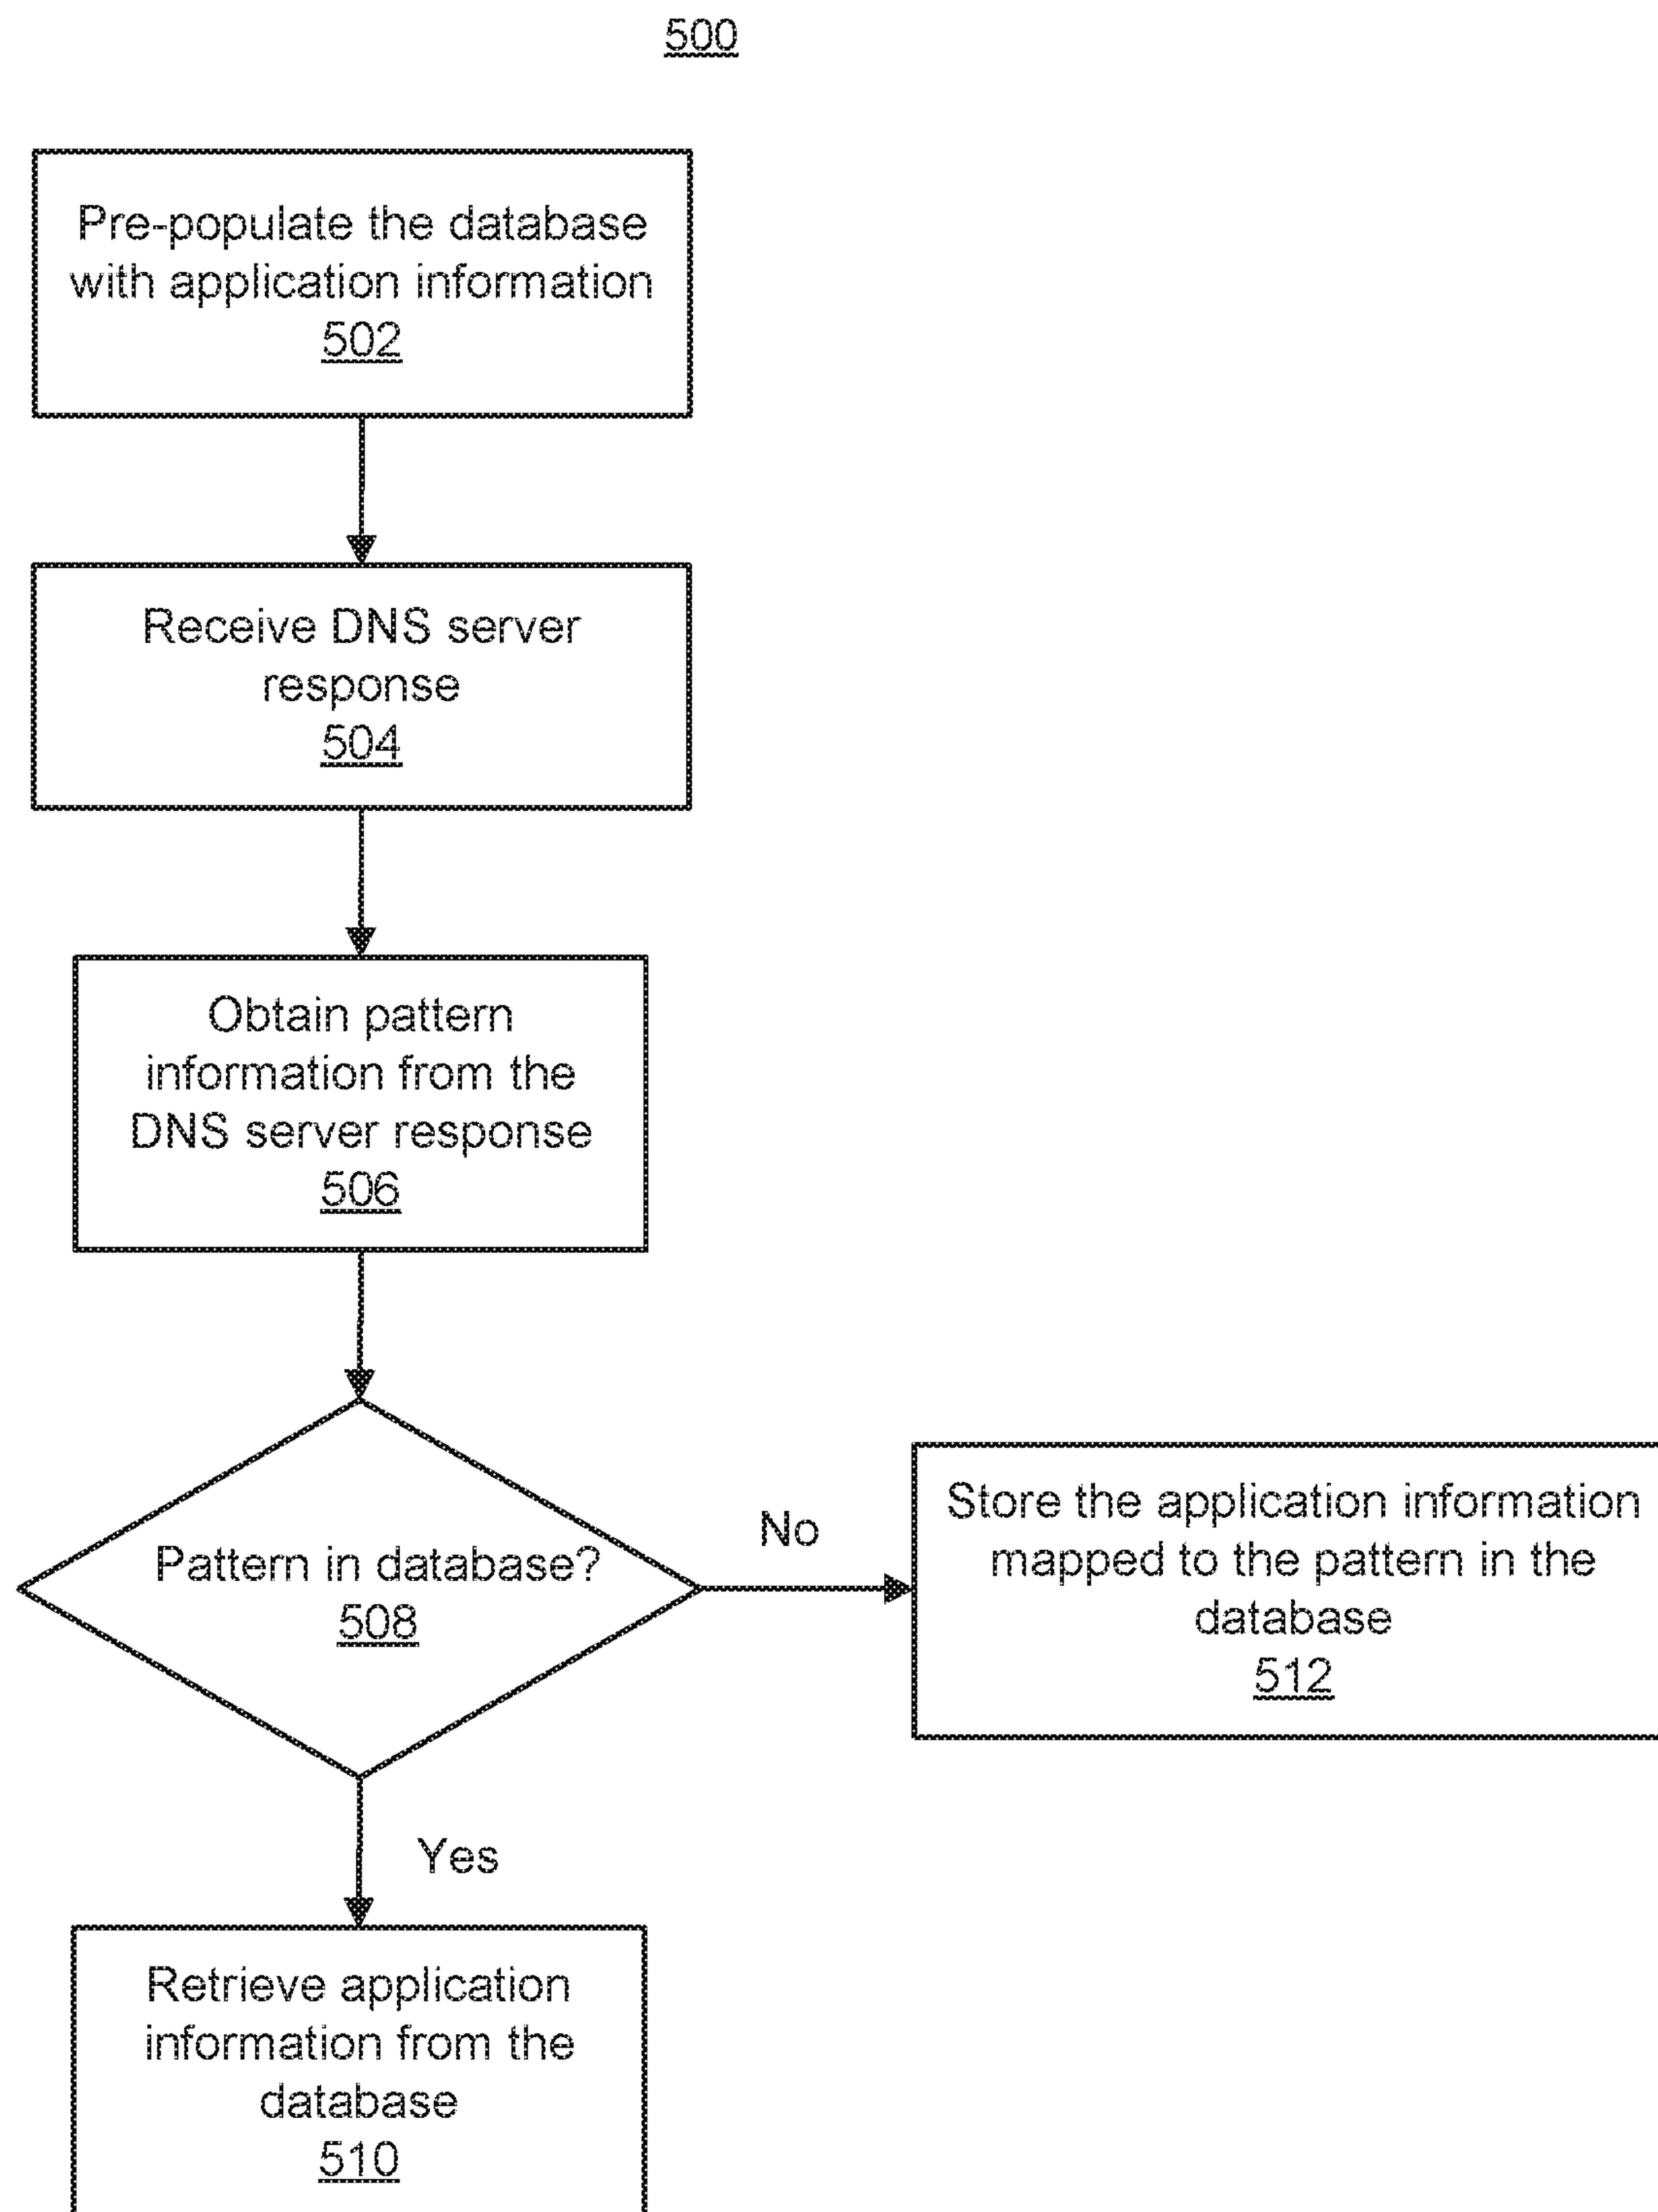 500
Pre-populate the database
with application information
502
Receive DNS server
response
504
Obtain pattern
information from the
DNS server response
506
Pattern in database?
508
No
Store the application information
mapped to the pattern in the
database
512
Yes
Retrieve application
information from the
database
510